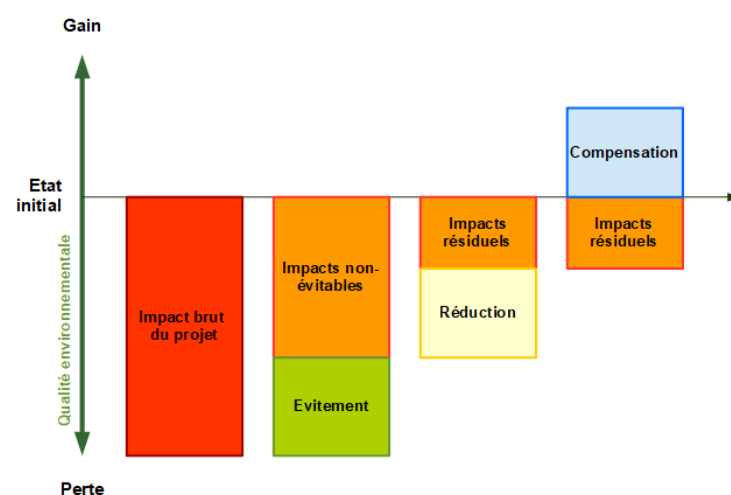 Gain
Compensation
Etat
initial
Impacts
résiduels
Impacts
résiduels
Impacts non-
évitables
Impact brut
du projet
Réduction
Evitement
Qualité environnementale
Perte